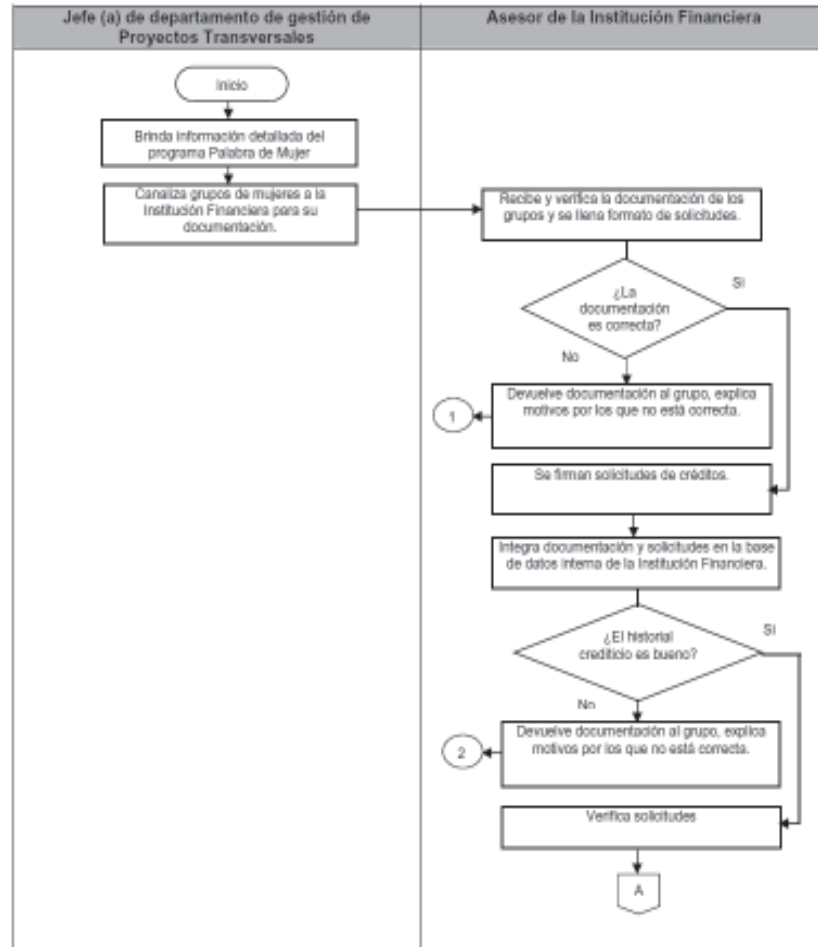 Jefe (a) de departamento de gestión de
Proyectos Transversales
Asesor de la Institución Financiera
Inicio
Brinda información detallada del
programa Palabra de Mujer
Canaliza grupos de mujeres a la
Institución Financiera para su
documentación.
Recibe y verifica la documentación de los
grupos y se llena formato de solicitudes.
¿La
documentación
es correcta?
Si
No
Devuelve documentación al grupo, explica
motivos por los que no está correcta.
1
Se firman solicitudes de créditos.
Integra documentación y solicitudes en la base
de datos interna de la Institución Financiera.
¿El historial
crediticio es bueno?
Si
No
Devuelve documentación al grupo, explica
motivos por los que no está correcta.
2
Verifica solicitudes
A